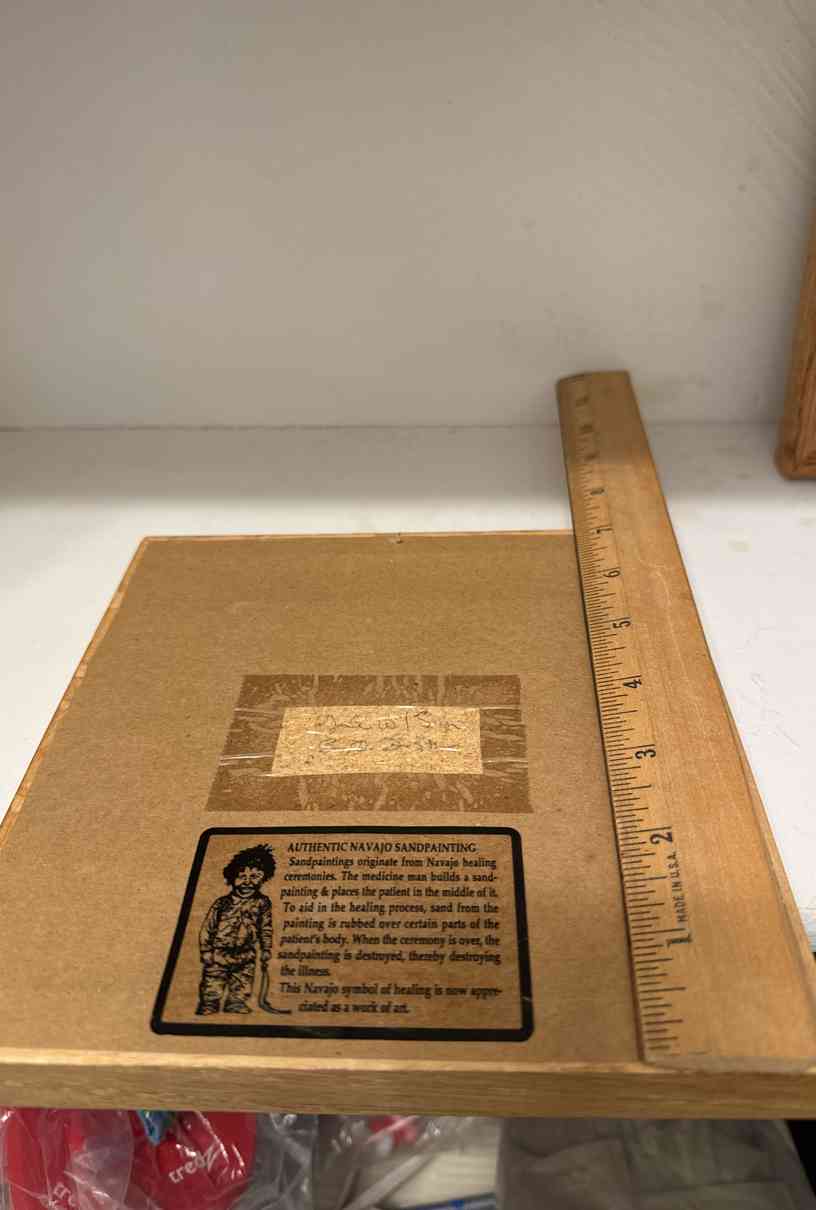 11
10
9
8
7
6
5
4
3
2
1
MADE IN U.S.A.
AUTHENTIC NAVAJO SANDPAINTING
Sandpaintings originate from Navajo healing
ceremonies. The medicine man builds a sand-
painting & places the patient in the middle of it.
To aid in the healing process, sand from the
painting is rubbed over certain parts of the
patient's body. When the ceremony is over, the
sandpainting is destroyed, thereby destroying
the illness.
This Navajo symbol of healing is now appre-
ciated as a work of art.